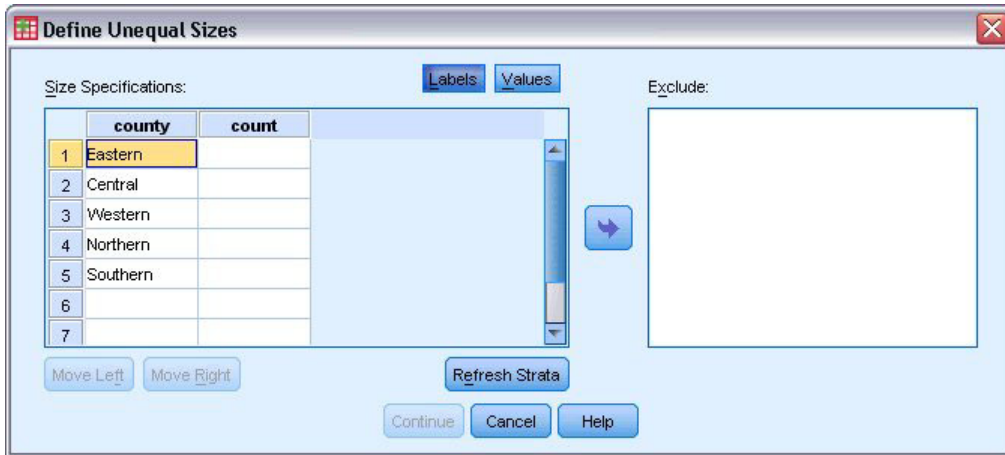 Define Unequal Sizes
Size Specifications:
Labels
Values
Exclude:
county count
1 Eastern
2 Central
3 Western
4 Northern
5 Southern
6
7
Move Left
Move Right
Refresh Strata
Continue
Cancel
Help